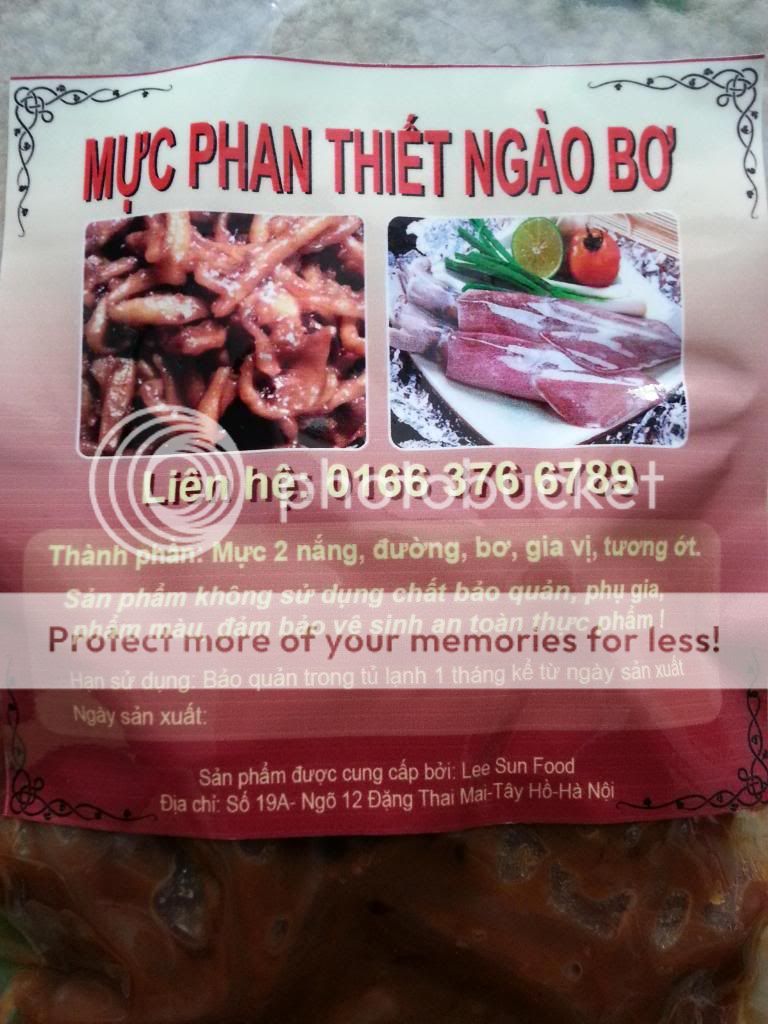 MỰC PHAN THIẾT NGÀO BƠ
Liên hệ: 0166 376 6789
photobucket
Thành phần: Mực 2 nắng, đường, bơ, gia vị, tương ớt.
Sản phẩm không sử dụng chất bảo quản, phụ gia,
phẩm màu, đảm bảo vê sinh an toàn thực phẩm !
Protect more of your memories for less!
Hạn sử dụng: Bảo quản trong tủ lạnh 1 tháng kể từ ngày sản xuất
Ngày sản xuất:
Sản phẩm được cung cấp bởi: Lee Sun Food
Địa chỉ: Số 19A- Ngõ 12 Đặng Thai Mai-Tây Hồ-Hà Nội